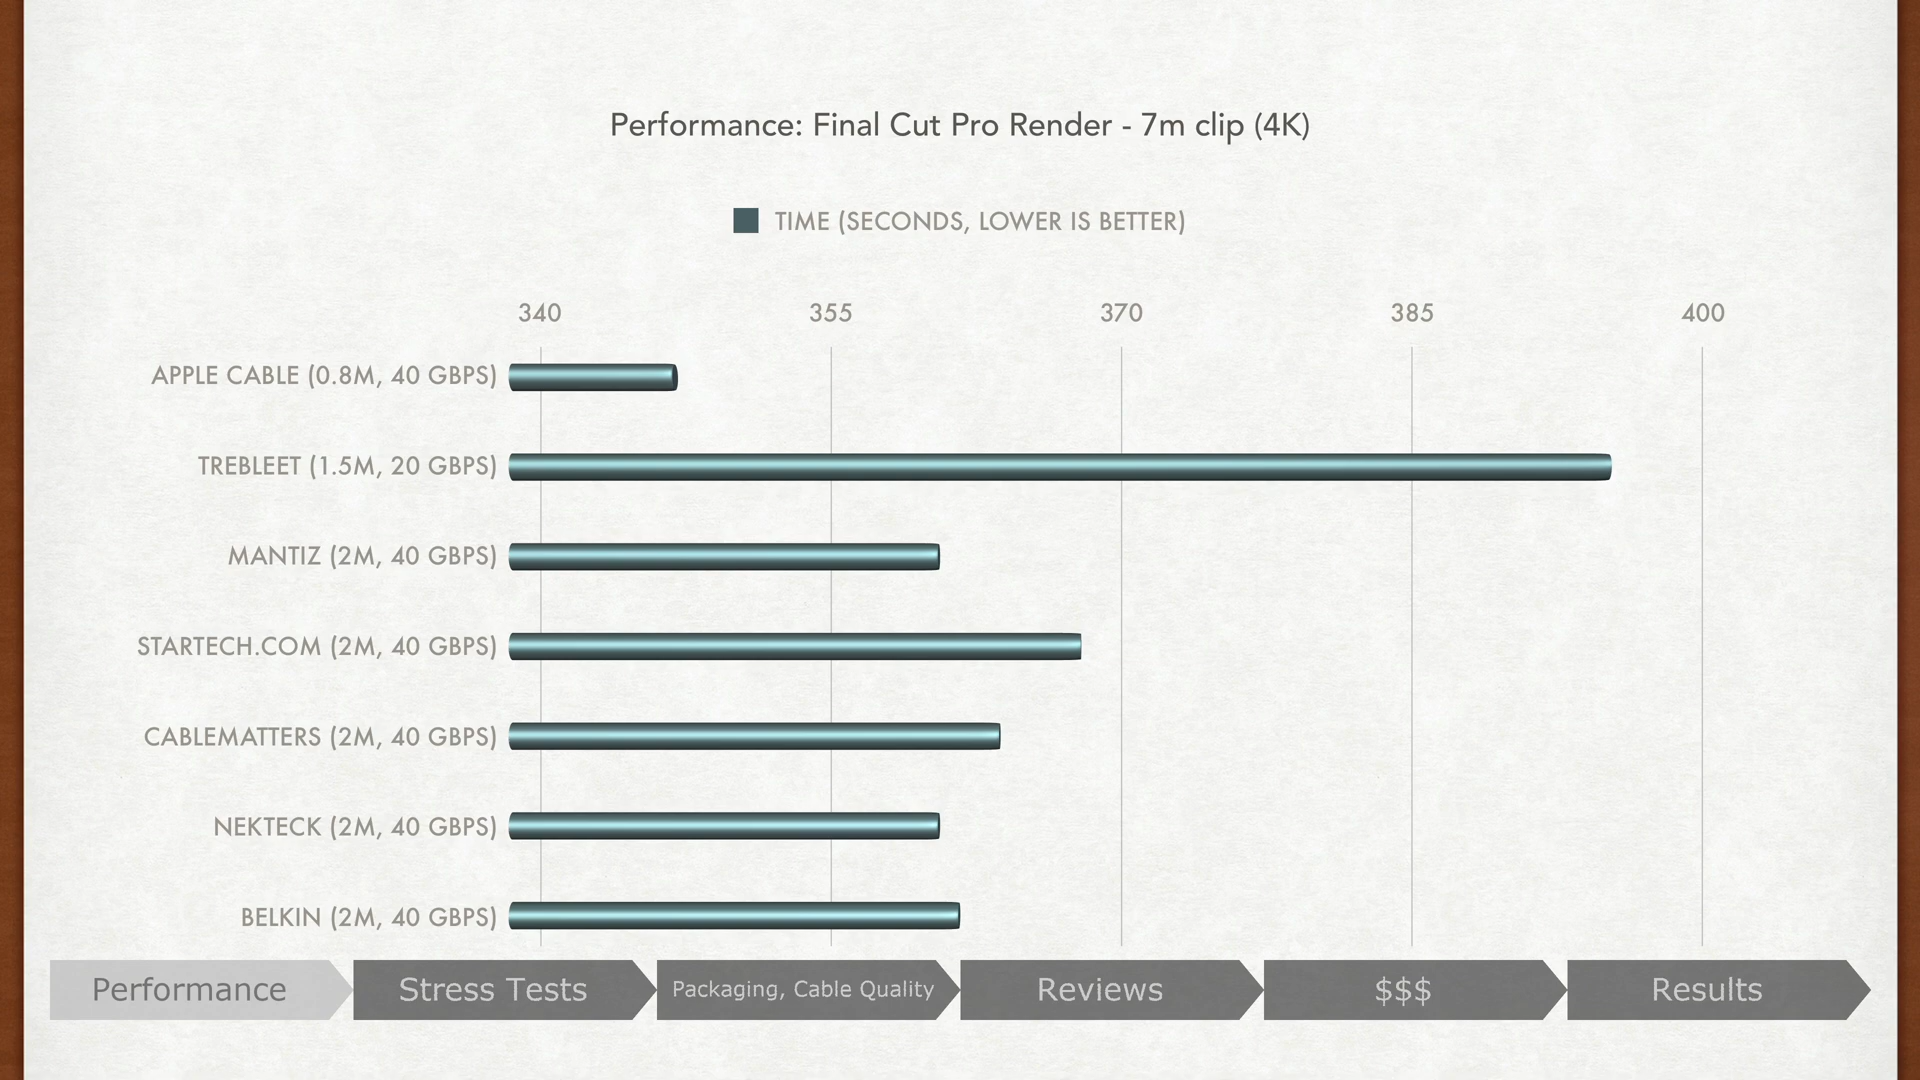 Performance: Final Cut Pro Render - 7m clip (4K)
TIME (SECONDS, LOWER IS BETTER)
340 355 370 385 400
APPLE CABLE (0.8M, 40 GBPS)
TREBLEET (1.5M, 20 GBPS)
MANTIZ (2M, 40 GBPS)
STARTECH.COM (2M, 40 GBPS)
CABLEMATTERS (2M, 40 GBPS)
NEKTECK (2M, 40 GBPS)
BELKIN (2M, 40 GBPS)
Performance Stress Tests Packaging, Cable Quality Reviews $$$ Results